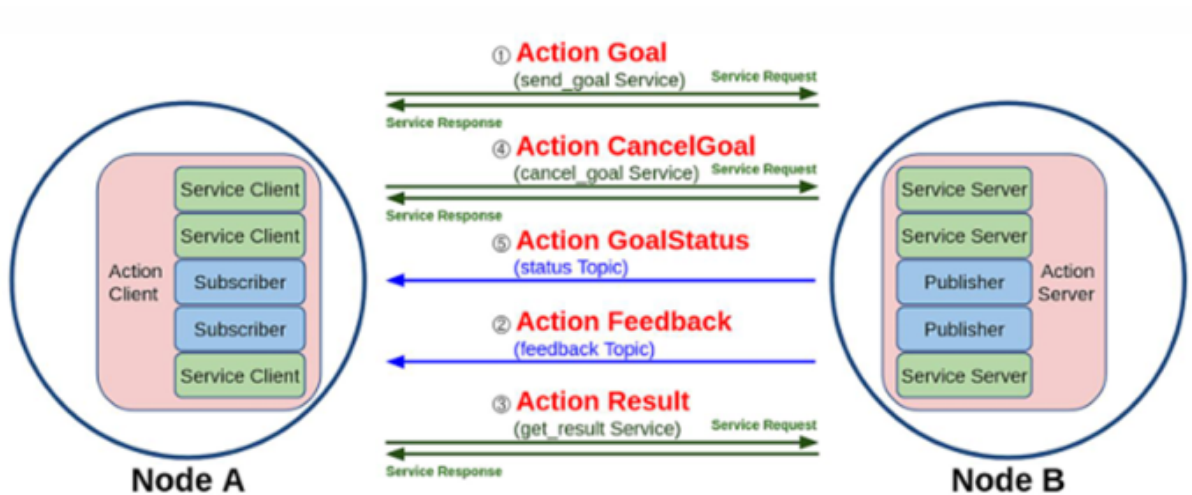 ① Action Goal
(send_goal Service) Service Request
Service Response
④ Action CancelGoal
(cancel_goal Service) Service Request
Service Response
⑤ Action GoalStatus
(status Topic)
② Action Feedback
(feedback Topic)
③ Action Result
(get_result Service) Service Request
Service Response
Action
Client
Service Client
Service Client
Subscriber
Subscriber
Service Client
Node A
Service Server
Service Server
Publisher
Publisher
Service Server
Action
Server
Node B